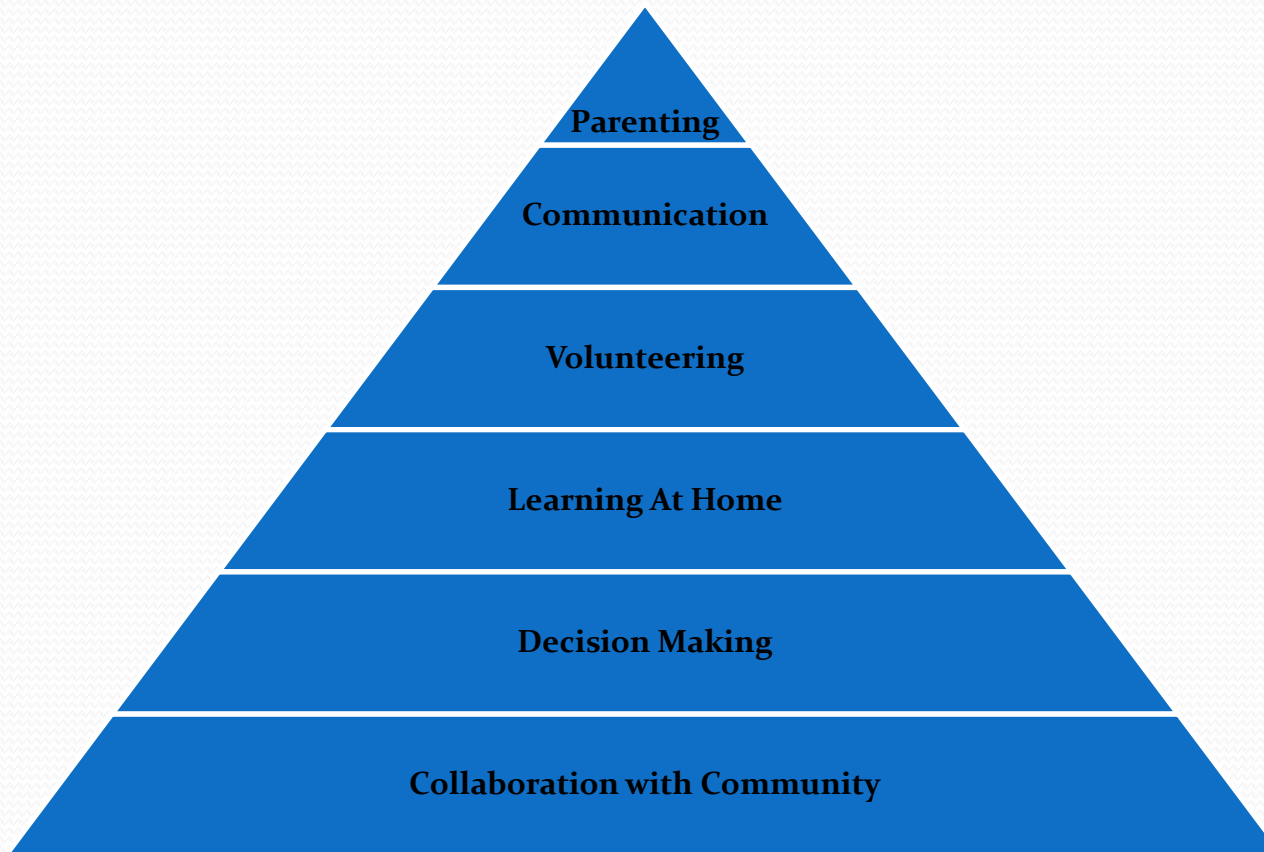 Parenting
Communication
Volunteering
Learning At Home
Decision Making
Collaboration with Community